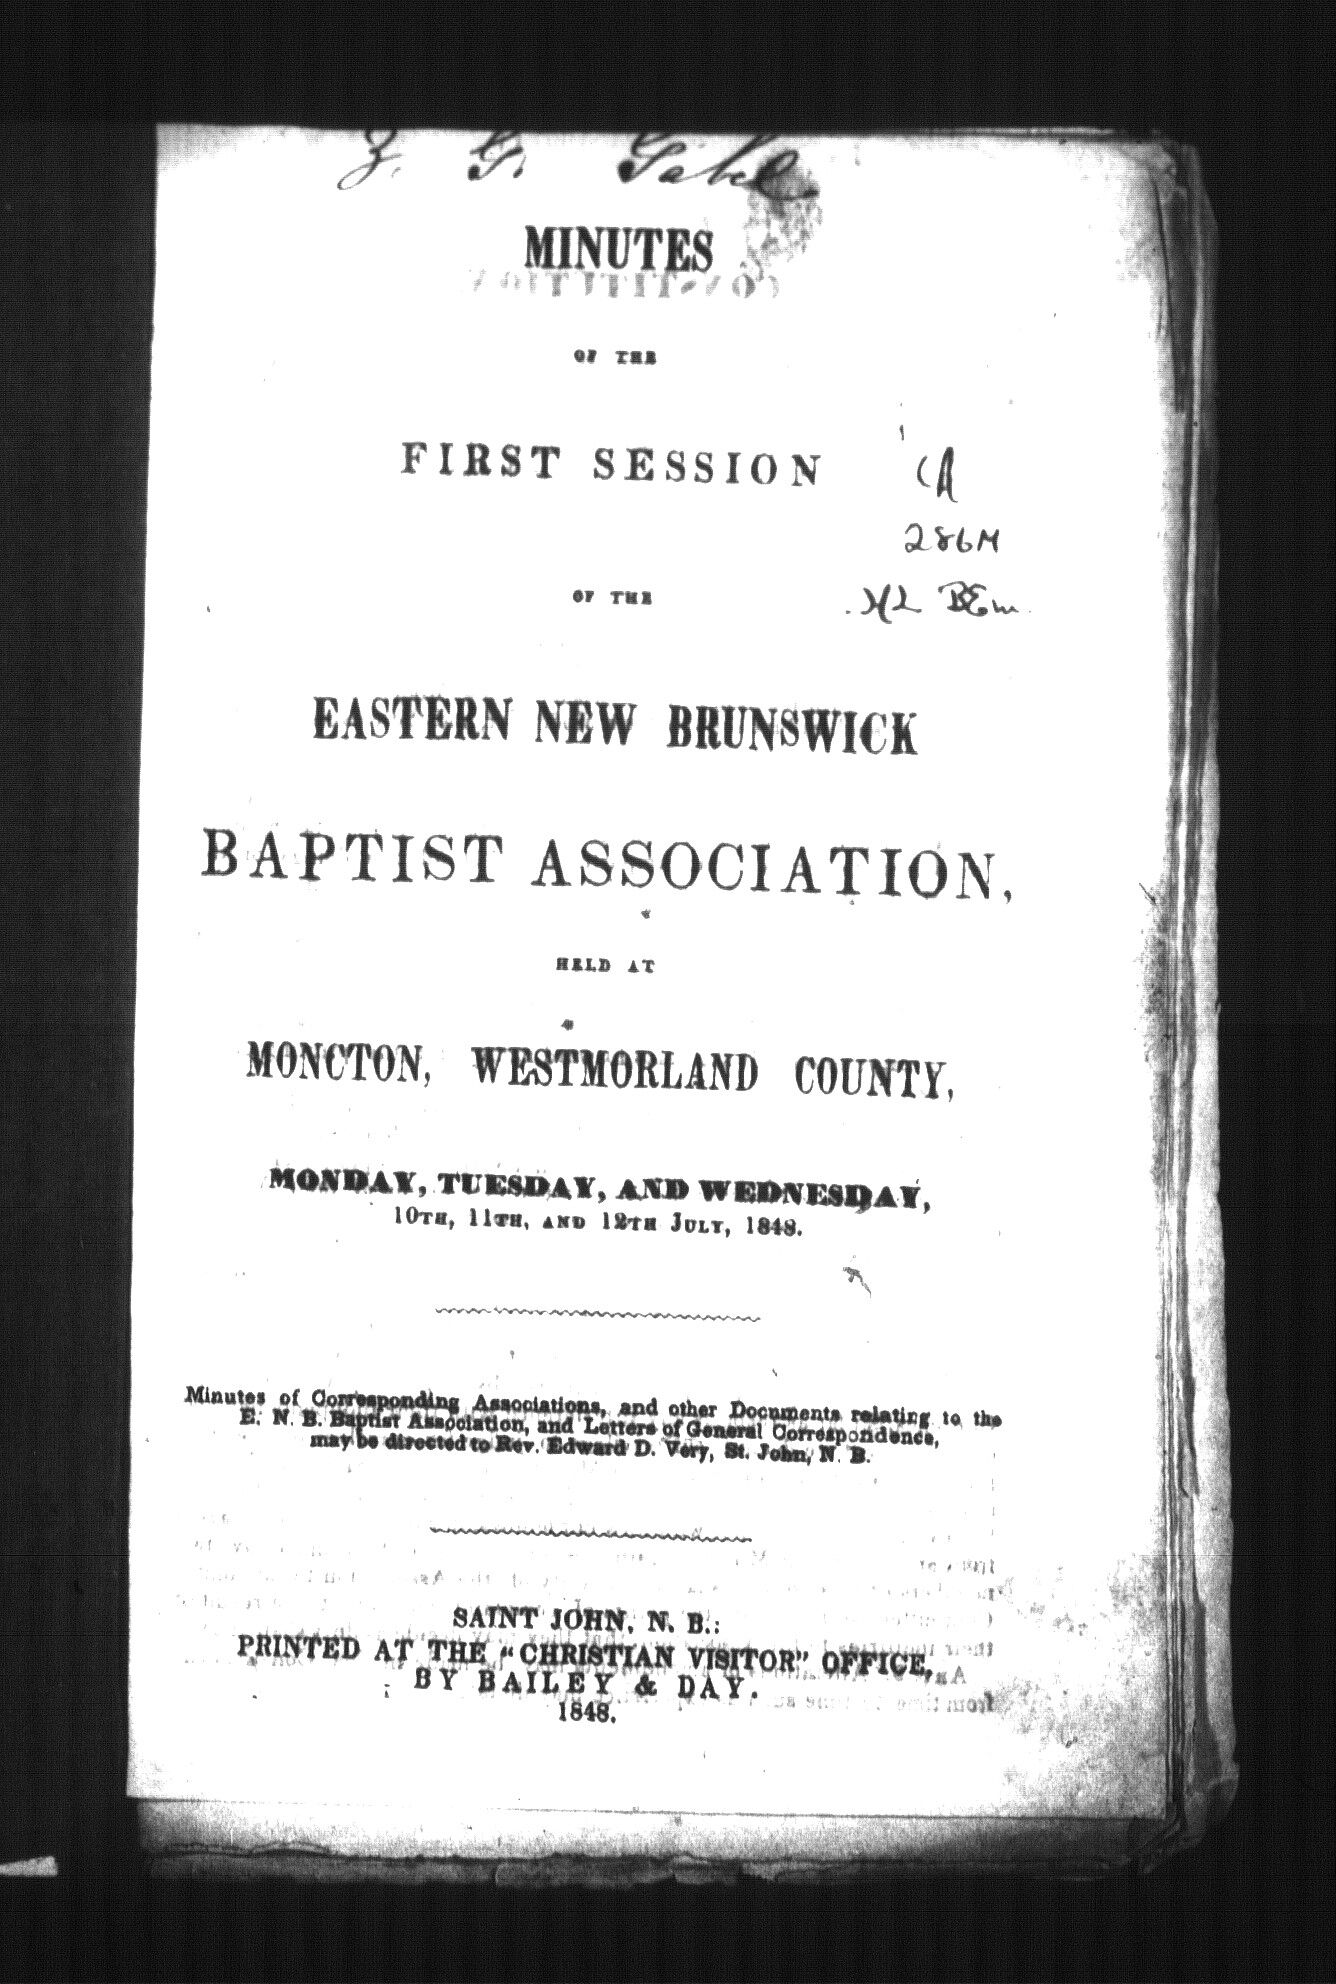 Z. G. Gabel
MINUTES
OF THE
FIRST SESSION
OF THE
286M
EASTERN NEW BRUNSWICK
BAPTIST ASSOCIATION,
HELD AT
MONCTON, WESTMORLAND COUNTY,
MONDAY, TUESDAY, AND WEDNESDAY,
10TH, 11TH, AND 12TH JULY, 1848.
Minutes of Corresponding Associations, and other Documents relating to the
E. N. B. Baptist Association, and Letters of General Correspondence,
may be directed to Rev. Edward D. Very, St. John, N. B.
SAINT JOHN, N. B.:
PRINTED AT THE "CHRISTIAN VISITOR" OFFICE,
BY BAILEY & DAY.
1848.